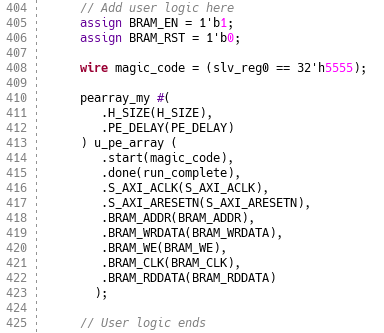 404 // Add user logic here
405 assign BRAM_EN = 1'b1;
406 assign BRAM_RST = 1'b0;
407
408 wire magic_code = (slv_reg0 == 32'h5555);
409
410 pearray_my #(
411 .H_SIZE(H_SIZE),
412 .PE_DELAY(PE_DELAY)
413 ) u_pe_array (
414 .start(magic_code),
415 .done(run_complete),
416 .S_AXI_ACLK(S_AXI_ACLK),
417 .S_AXI_ARESETN(S_AXI_ARESETN),
418 .BRAM_ADDR(BRAM_ADDR),
419 .BRAM_WRDATA(BRAM_WRDATA),
420 .BRAM_WE(BRAM_WE),
421 .BRAM_CLK(BRAM_CLK),
422 .BRAM_RDDATA(BRAM_RDDATA)
423 );
424
425 // User logic ends